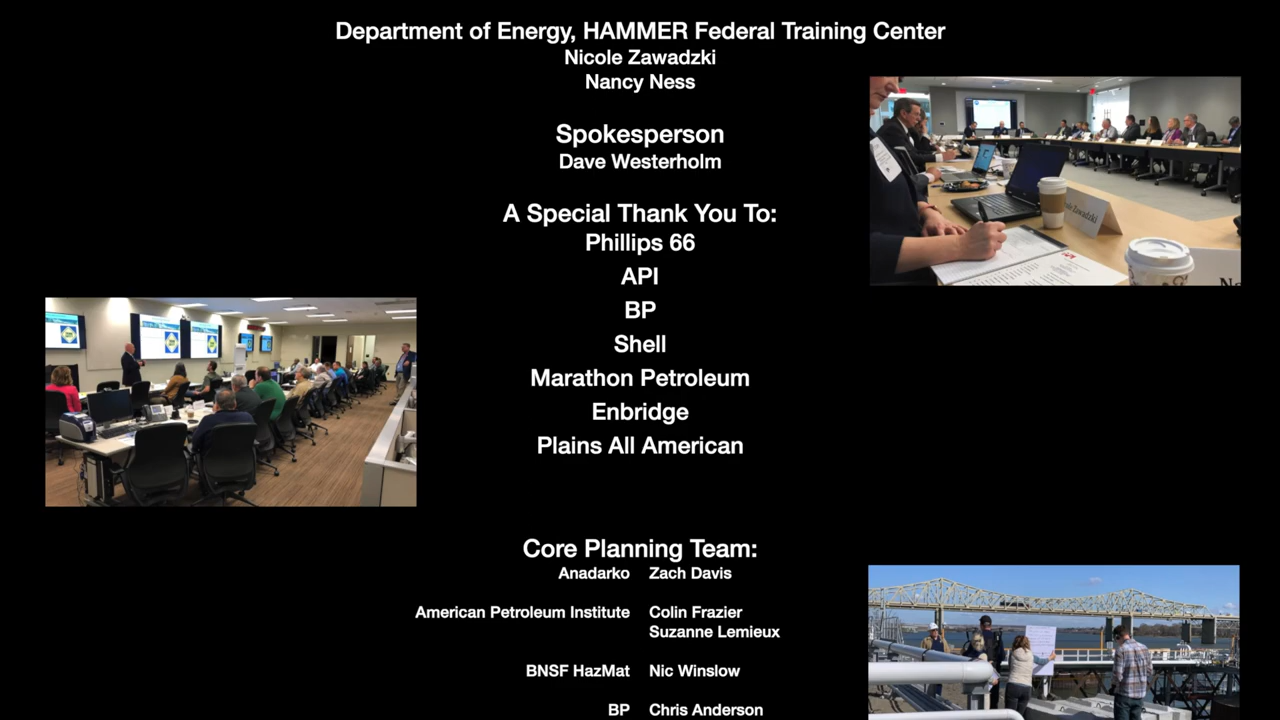 Department of Energy, HAMMER Federal Training Center
Nicole Zawadzki
Nancy Ness
Spokesperson
Dave Westerholm
A Special Thank You To:
Phillips 66
API
BP
Shell
Marathon Petroleum
Enbridge
Plains All American
Core Planning Team:
Anadarko Zach Davis
American Petroleum Institute Colin Frazier
Suzanne Lemieux
BNSF HazMat Nic Winslow
BP Chris Anderson
Zawadzki